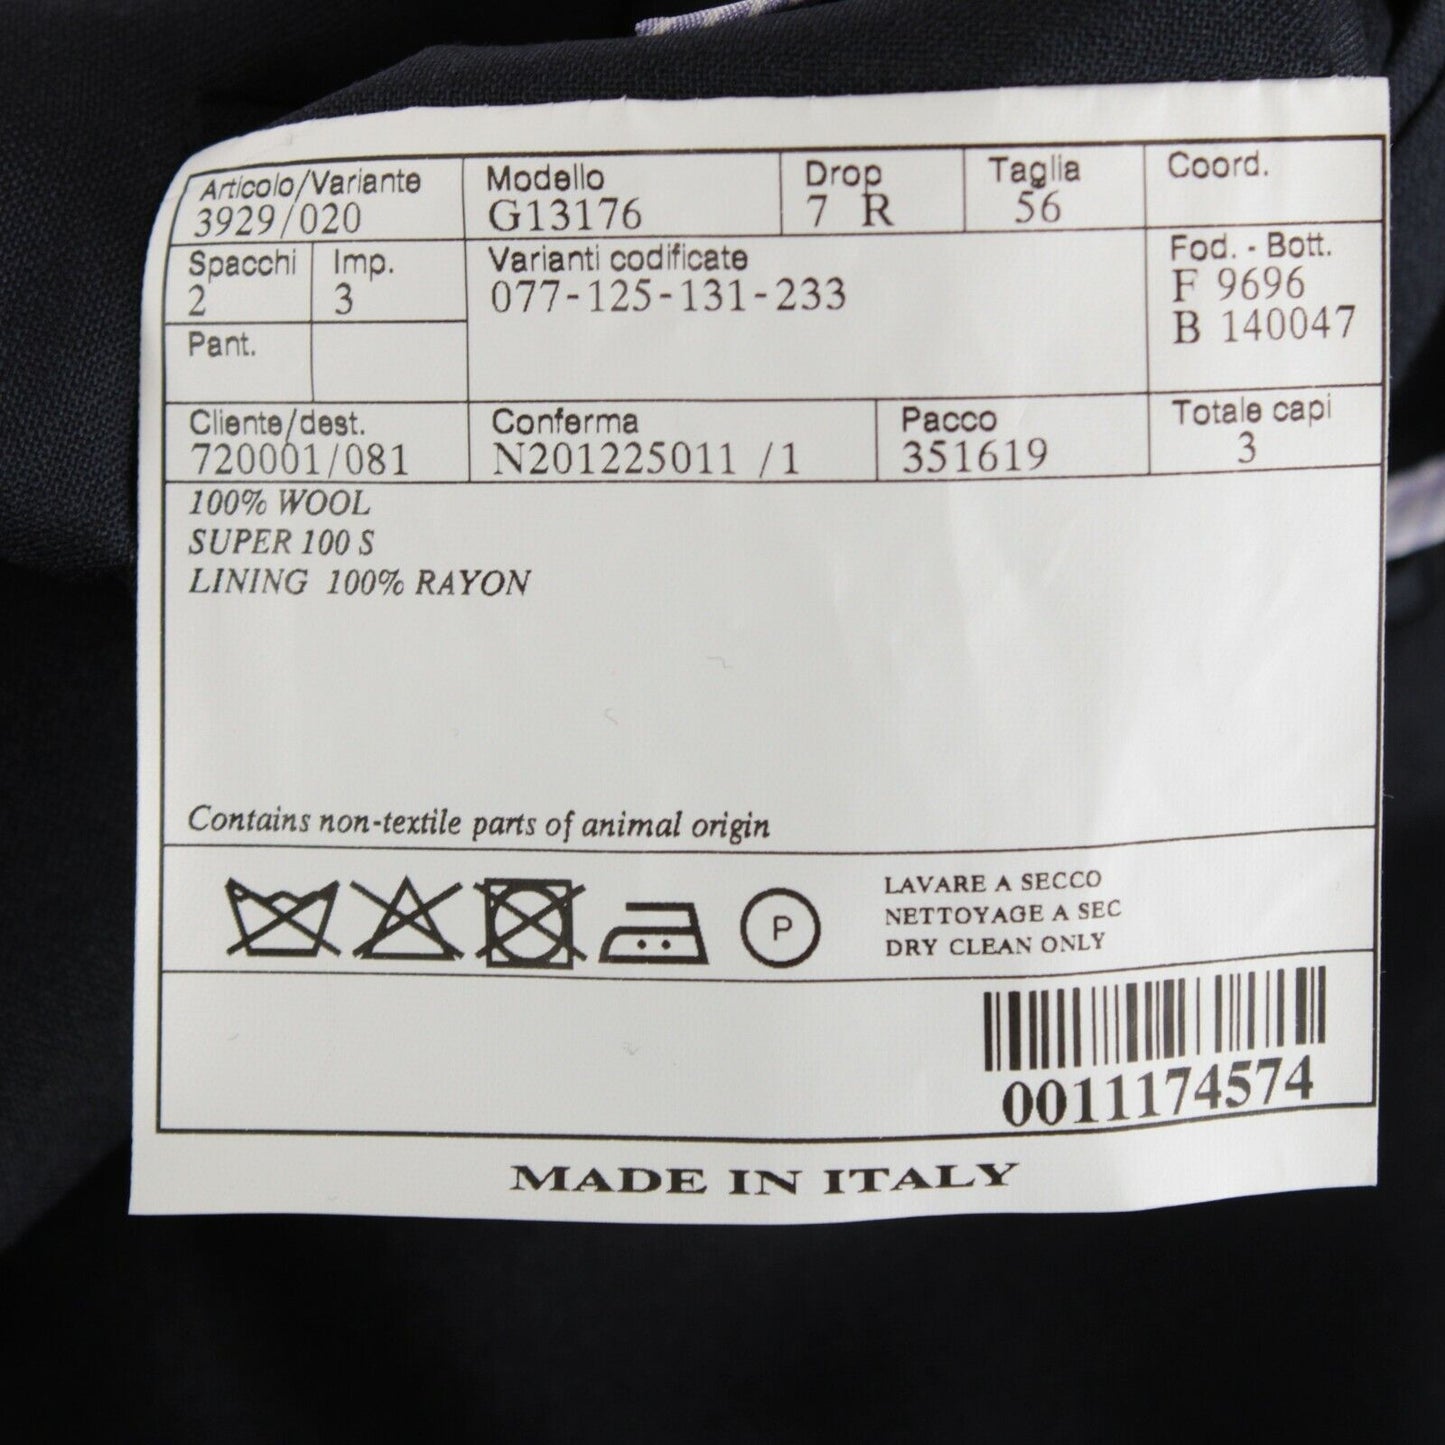 Articolo/Variante Modello Drop Taglia Coord.
3929/020 G13176 7 R 56
Spacchi Imp. Varianti codificate Fod. - Bott.
2 3 077-125-131-233 F 9696
B 140047
Pant.
Cliente/dest. Conferma Pacco Totale capi
720001/081 N201225011 /1 351619 3
100% WOOL
SUPER 100 S
LINING 100% RAYON
Contains non-textile parts of animal origin
P
LAVARE A SECCO
NETTOYAGE A SEC
DRY CLEAN ONLY
0011174574
MADE IN ITALY